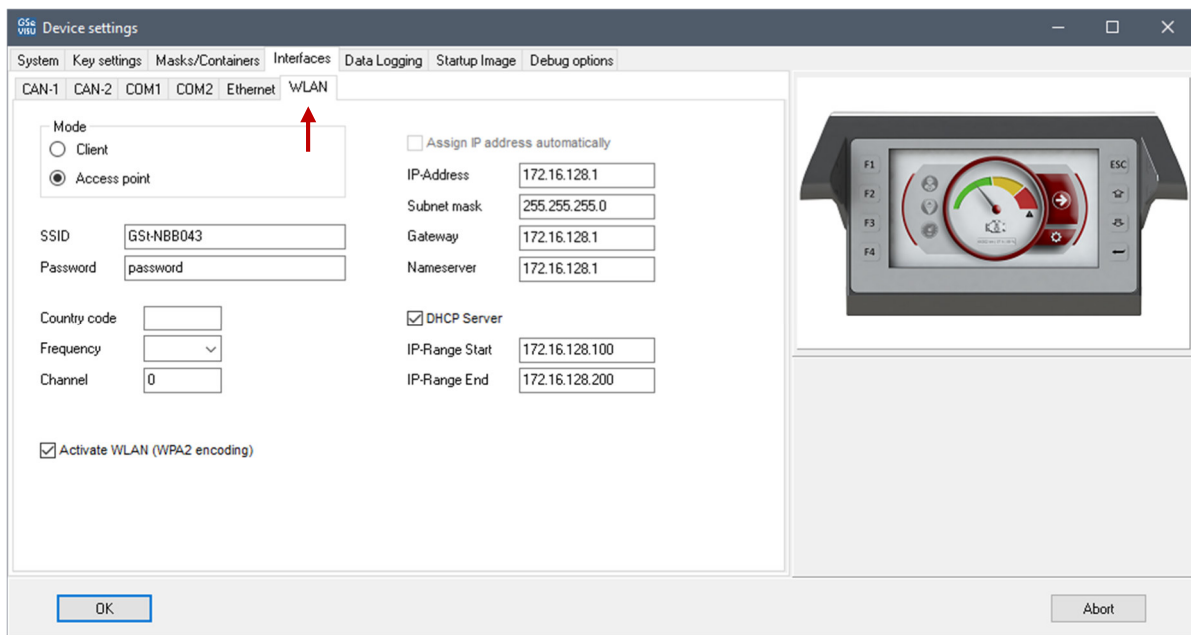 GSe
VISU
Device settings
System Key settings Masks/Containers Interfaces Data Logging Startup Image Debug options
CAN-1 CAN-2 COM1 COM2 Ethernet WLAN
Mode
Client
Access point
SSID GSt-NBB043
Password password
Country code
Frequency
Channel 0
Activate WLAN (WPA2 encoding)
Assign IP address automatically
IP-Address 172.16.128.1
Subnet mask 255.255.255.0
Gateway 172.16.128.1
Nameserver 172.16.128.1
DHCP Server
IP-Range Start 172.16.128.100
IP-Range End 172.16.128.200
F1
F2
F3
F4
ESC
OK
Abort